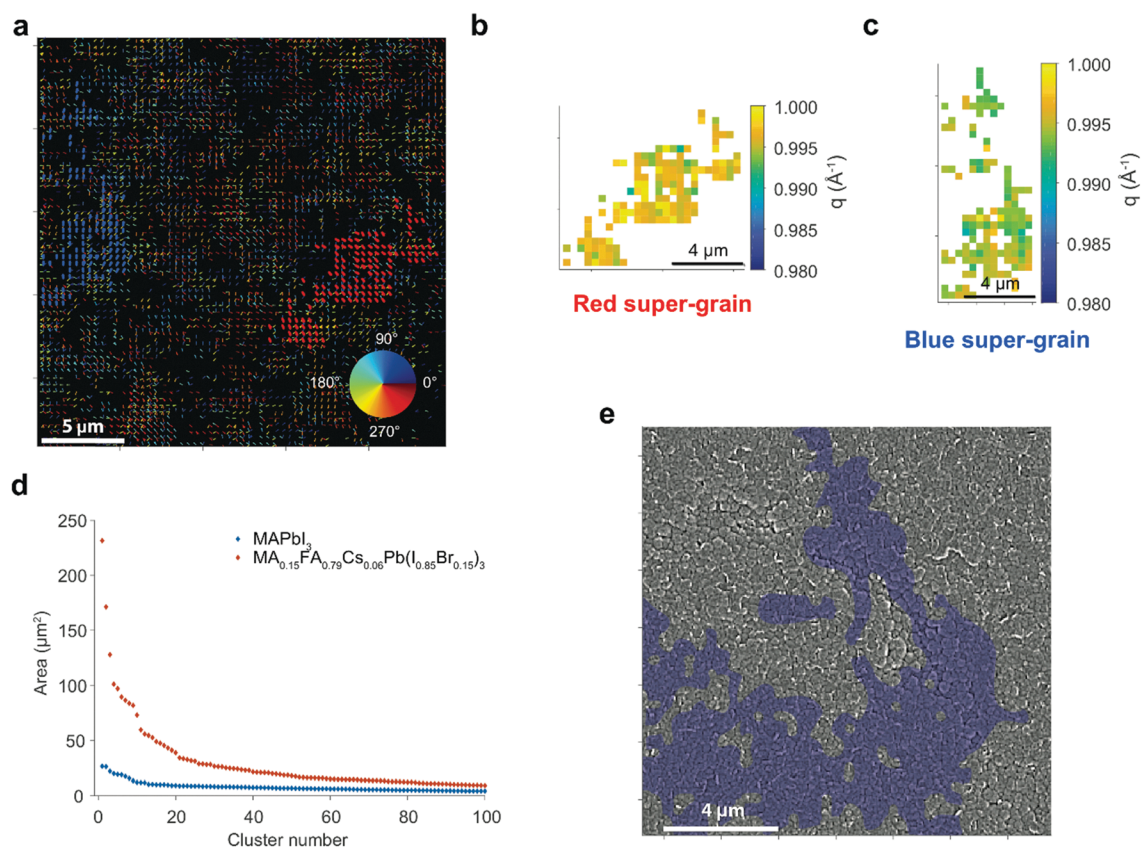 a
90°
180°
0°
270°
5 µm
b
1.000
0.995
0.990
0.985
0.980
q (Å⁻¹)
4 µm
Red super-grain
c
1.000
0.995
0.990
0.985
0.980
q (Å⁻¹)
4 µm
Blue super-grain
d
250
200
150
100
50
0
Area (µm²)
MAPbI₃
MA₀.₁₅FA₀.₇₉Cs₀.₀₆Pb(I₀.₈₅Br₀.₁₅)₃
0
20
40
60
80
100
Cluster number
e
4 µm